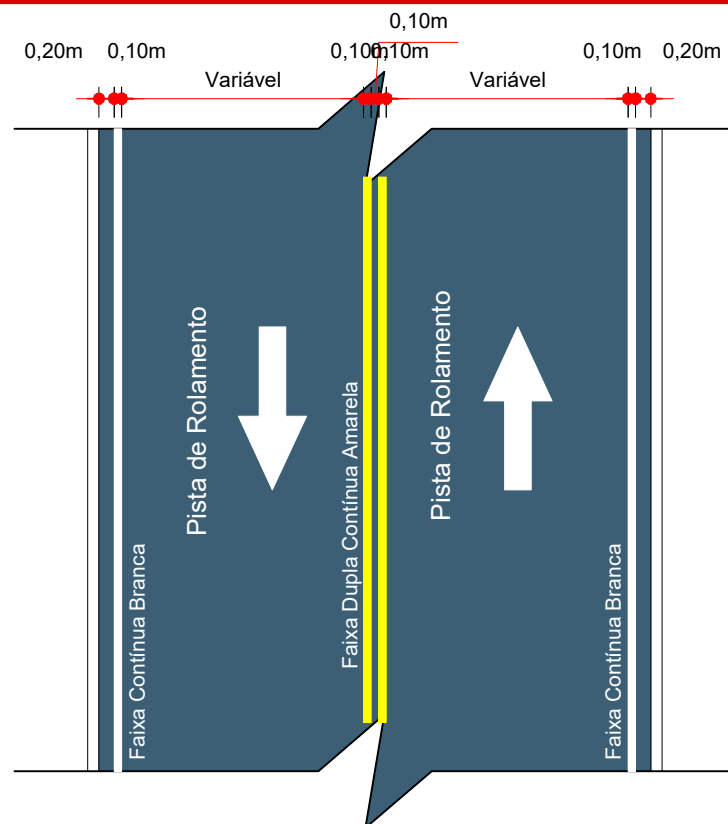 0,10m
0,20m
0,10m
0,10m
0,10m
0,10m
0,20m
Variável
Variável
Pista de Rolamento
Pista de Rolamento
Faixa Dupla Contínua Amarela
Faixa Contínua Branca
Faixa Contínua Branca